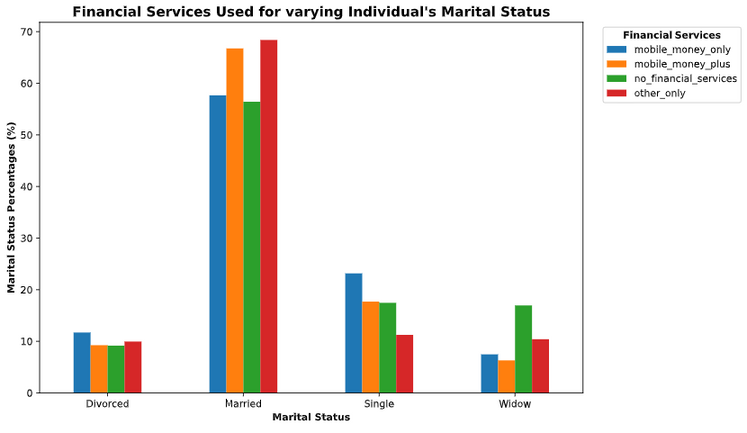 Financial Services Used for varying Individual's Marital Status
Financial Services
mobile_money_only
mobile_money_plus
no_financial_services
other_only
Marital Status Percentages (%)
70
60
50
40
30
20
10
0
Divorced
Married
Single
Widow
Marital Status